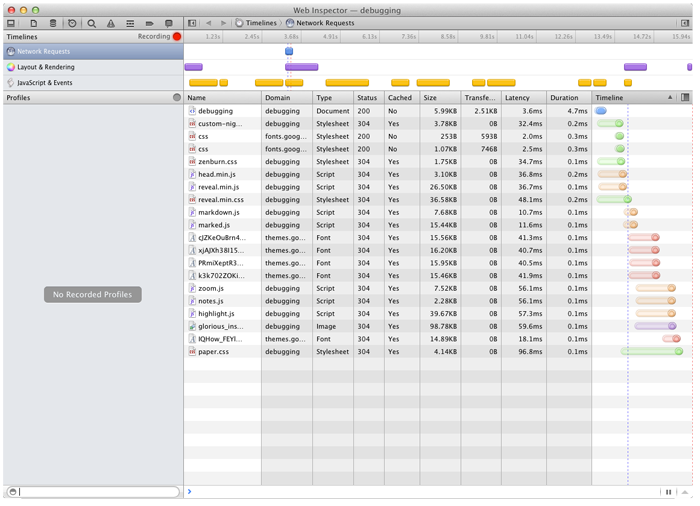 Web Inspector — debugging
Timelines › Network Requests
Timelines Recording
1.23s 2.45s 3.68s 4.91s 6.13s 7.36s 8.58s 9.81s 11.04s 12.26s 13.49s 14.72s 15.94s
Network Requests
Layout & Rendering
JavaScript & Events
Profiles
Name Domain Type Status Cached Size Transfe... Latency Duration Timeline
debugging debugging Document 200 No 5.99KB 2.51KB 3.6ms 4.7ms
custom-nig... debugging Stylesheet 304 Yes 3.78KB 0B 32.4ms 0.2ms
css fonts.goog... Stylesheet 200 No 253B 593B 2.0ms 0.3ms
css fonts.goog... Stylesheet 200 No 1.07KB 746B 2.5ms 0.3ms
zenburn.css debugging Stylesheet 304 Yes 1.75KB 0B 34.7ms 0.1ms
head.min.js debugging Script 304 Yes 3.10KB 0B 36.8ms 0.2ms
reveal.min.js debugging Script 304 Yes 26.50KB 0B 36.7ms 0.1ms
reveal.min.css debugging Stylesheet 304 Yes 36.58KB 0B 48.1ms 0.2ms
markdown.js debugging Script 304 Yes 7.68KB 0B 10.7ms 0.1ms
marked.js debugging Script 304 Yes 15.44KB 0B 11.6ms 0.1ms
cJZKeOuBrn4... themes.go... Font 304 Yes 15.56KB 0B 41.3ms 0.1ms
xjAJXh38I15... themes.go... Font 304 Yes 16.20KB 0B 40.7ms 0.1ms
PRmiXeptR3... themes.go... Font 304 Yes 15.95KB 0B 40.5ms 0.1ms
k3k702ZOKi... themes.go... Font 304 Yes 15.46KB 0B 41.9ms 0.1ms
zoom.js debugging Script 304 Yes 7.52KB 0B 56.1ms 0.1ms
notes.js debugging Script 304 Yes 2.28KB 0B 56.1ms 0.1ms
highlight.js debugging Script 304 Yes 39.67KB 0B 57.3ms 0.1ms
glorious_ins... debugging Image 304 Yes 98.78KB 0B 59.6ms 0.1ms
IQHow_FEYI... themes.go... Font 304 Yes 14.89KB 0B 18.1ms 0.1ms
paper.css debugging Stylesheet 304 Yes 4.14KB 0B 96.8ms 0.1ms
No Recorded Profiles